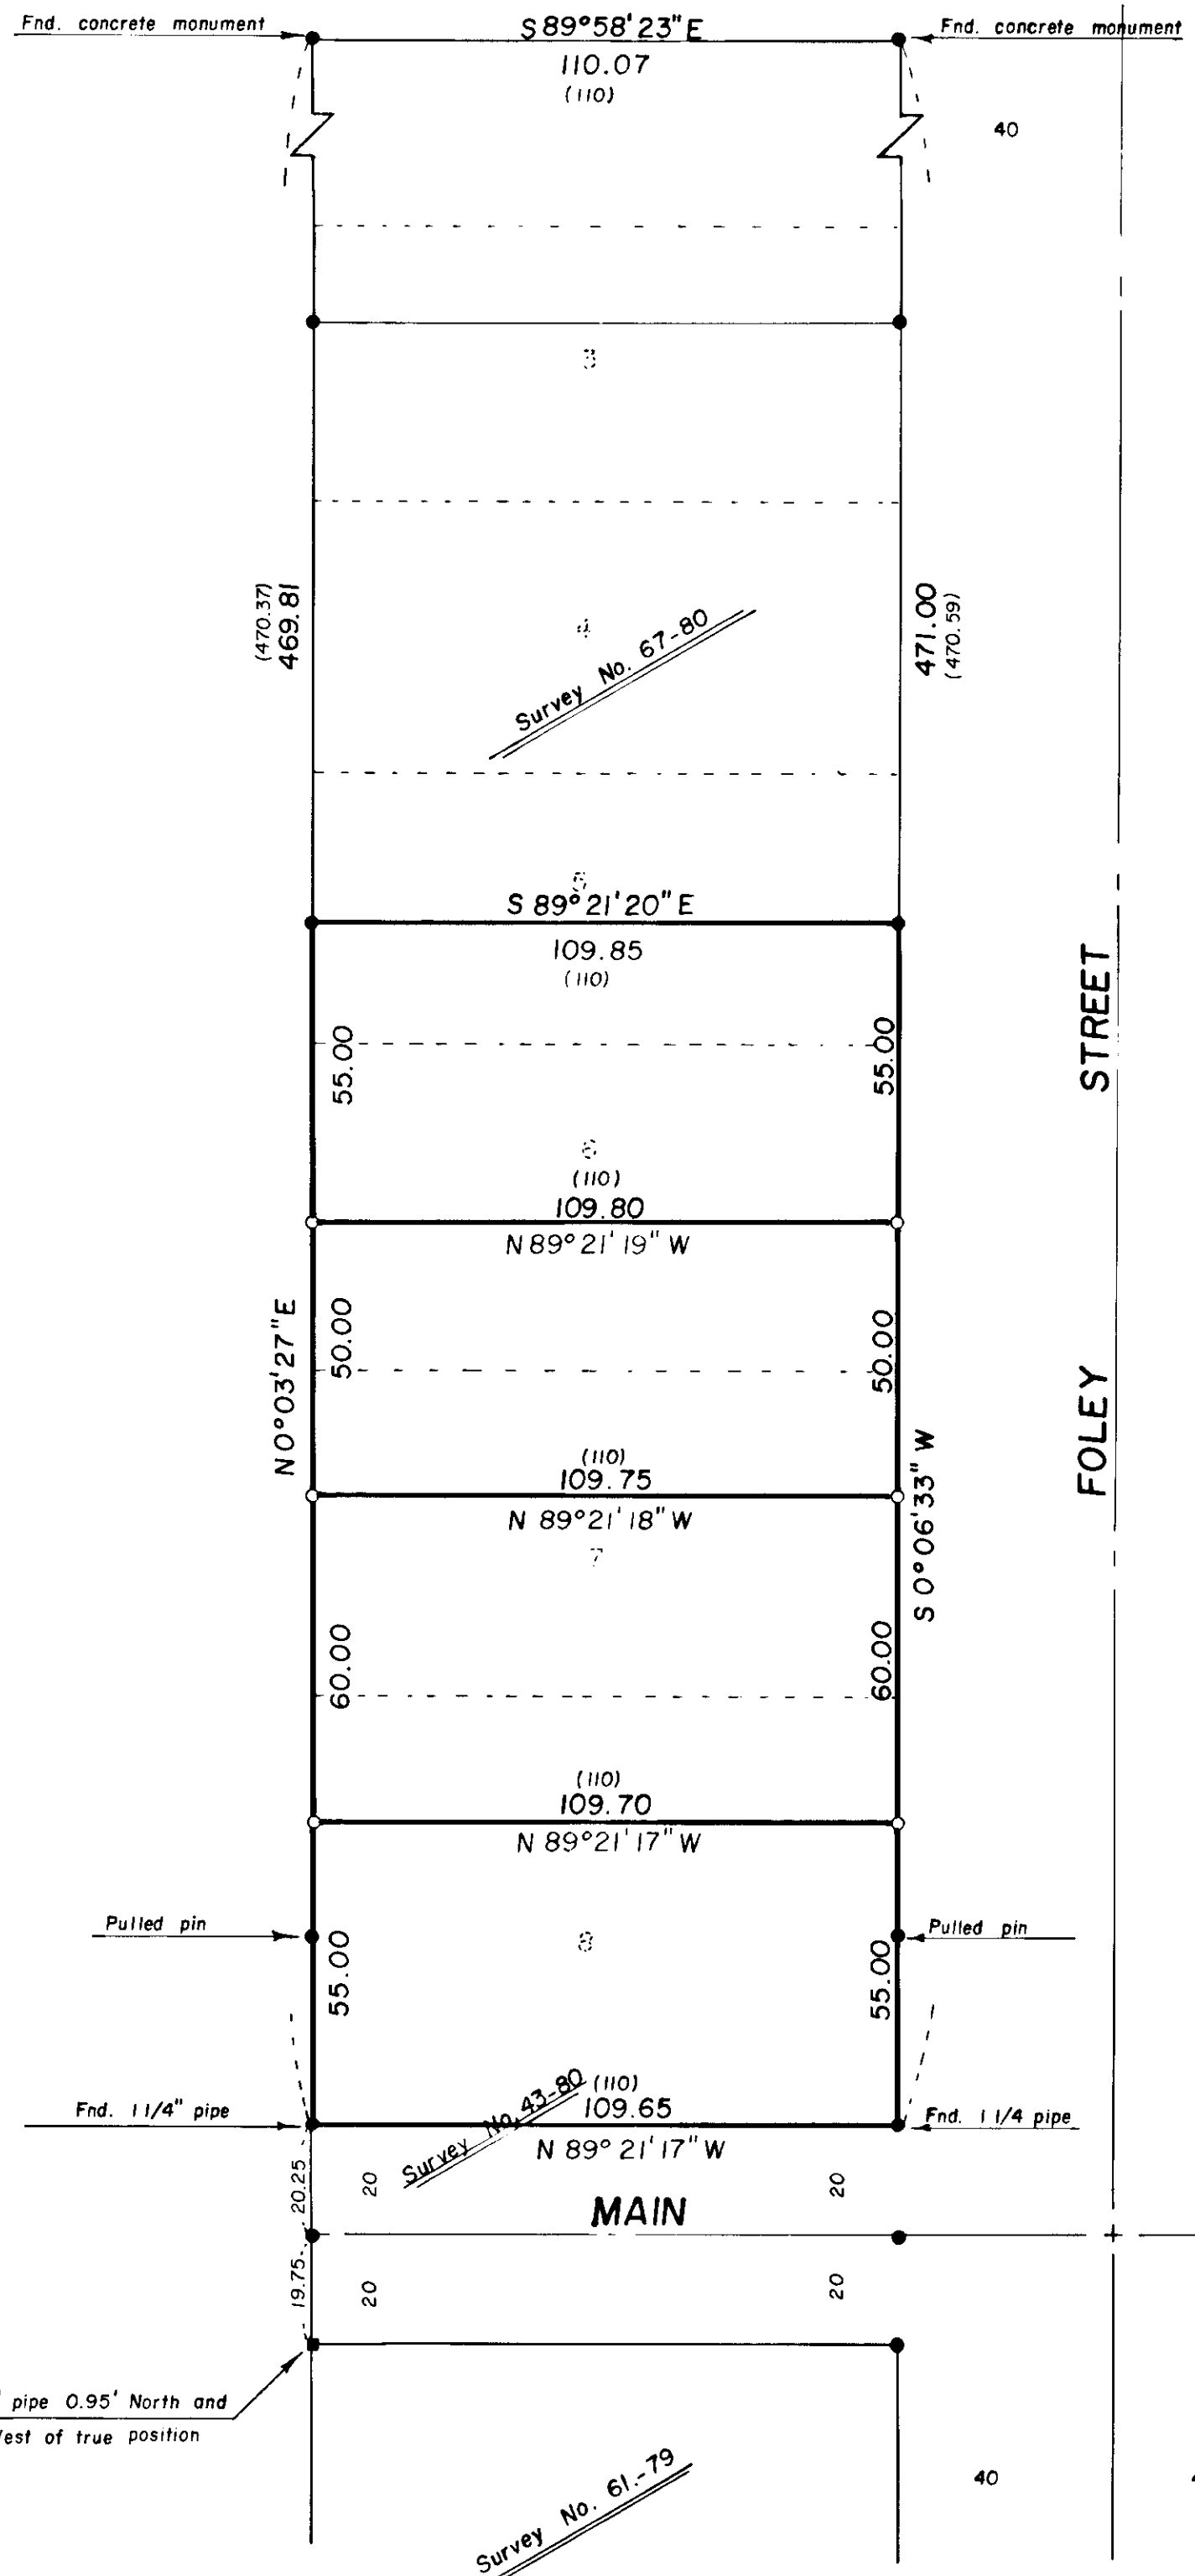 Fnd. concrete monument
S 89°58'23" E
Fnd. concrete monument
110.07
(110)
40
3
(470.37)
469.81
4
Survey No. 67-80
471.00
(470.59)
5
S 89°21'20" E
109.85
(110)
STREET
55.00
55.00
6
(110)
109.80
N 89°21'19" W
N 0°03'27" E
50.00
50.00
FOLEY
(110)
109.75
N 89°21'18" W
S 0°06'33" W
7
60.00
60.00
(110)
109.70
N 89°21'17" W
Pulled pin
Pulled pin
8
55.00
55.00
Survey No. 43-80
(110)
109.65
Fnd. 1 1/4" pipe
Fnd. 1 1/4 pipe
N 89°21'17" W
20.25
20
20
MAIN
19.75
20
20
pipe 0.95' North and
est of true position
Survey No. 61.-79
40